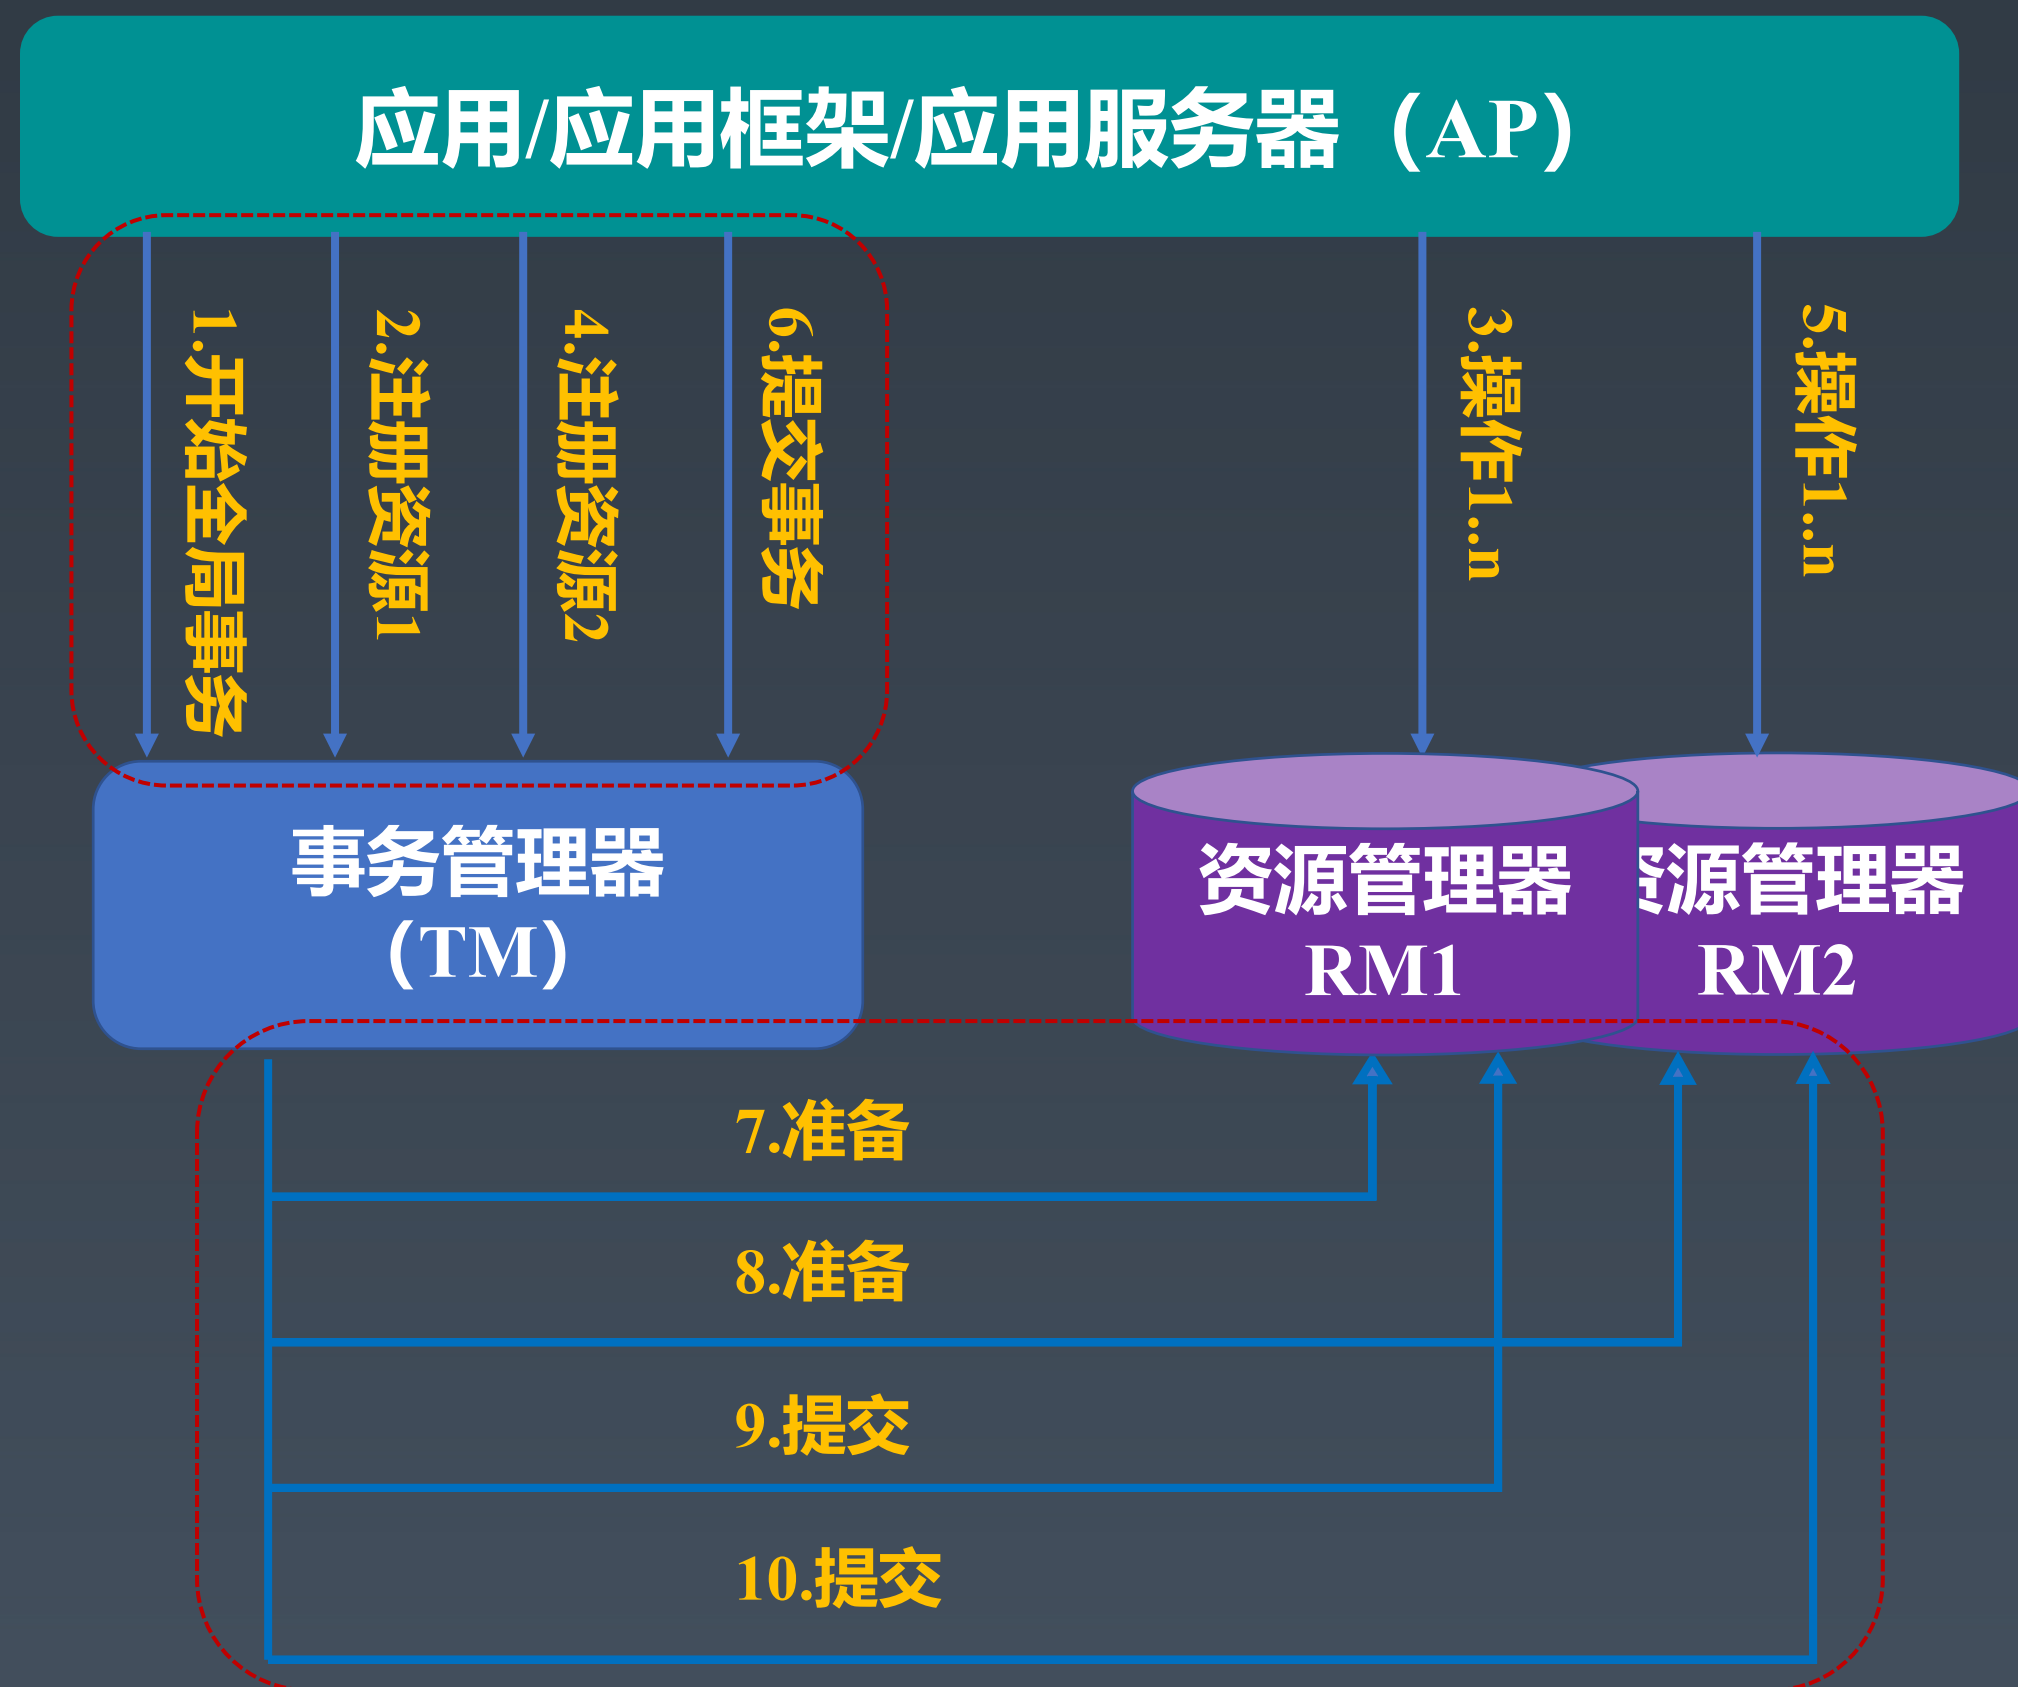 应用/应用框架/应用服务器（AP）
1.开始全局事务
2.注册资源1
4.注册资源2
6.提交事务
3.操作1..n
5.操作1..n
事务管理器
（TM）
资源管理器
RM1
资源管理器
RM2
7.准备
8.准备
9.提交
10.提交